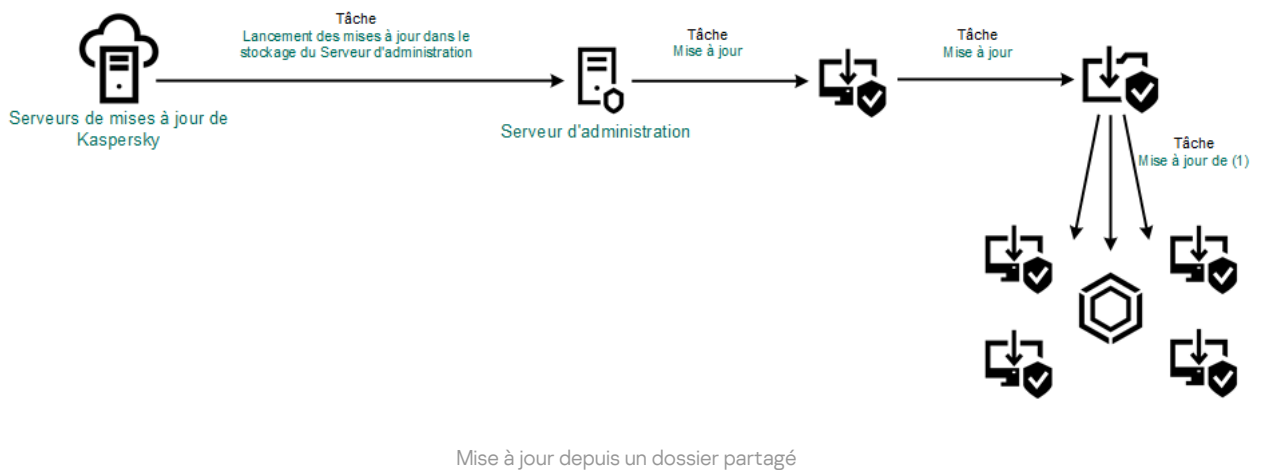 Tâche
Lancement des mises à jour dans le
stockage du Serveur d'administration
Tâche
Mise à jour
Tâche
Mise à jour
Serveurs de mises à jour de
Kaspersky
Serveur d'administration
Tâche
Mise à jour de (1)
Mise à jour depuis un dossier partagé